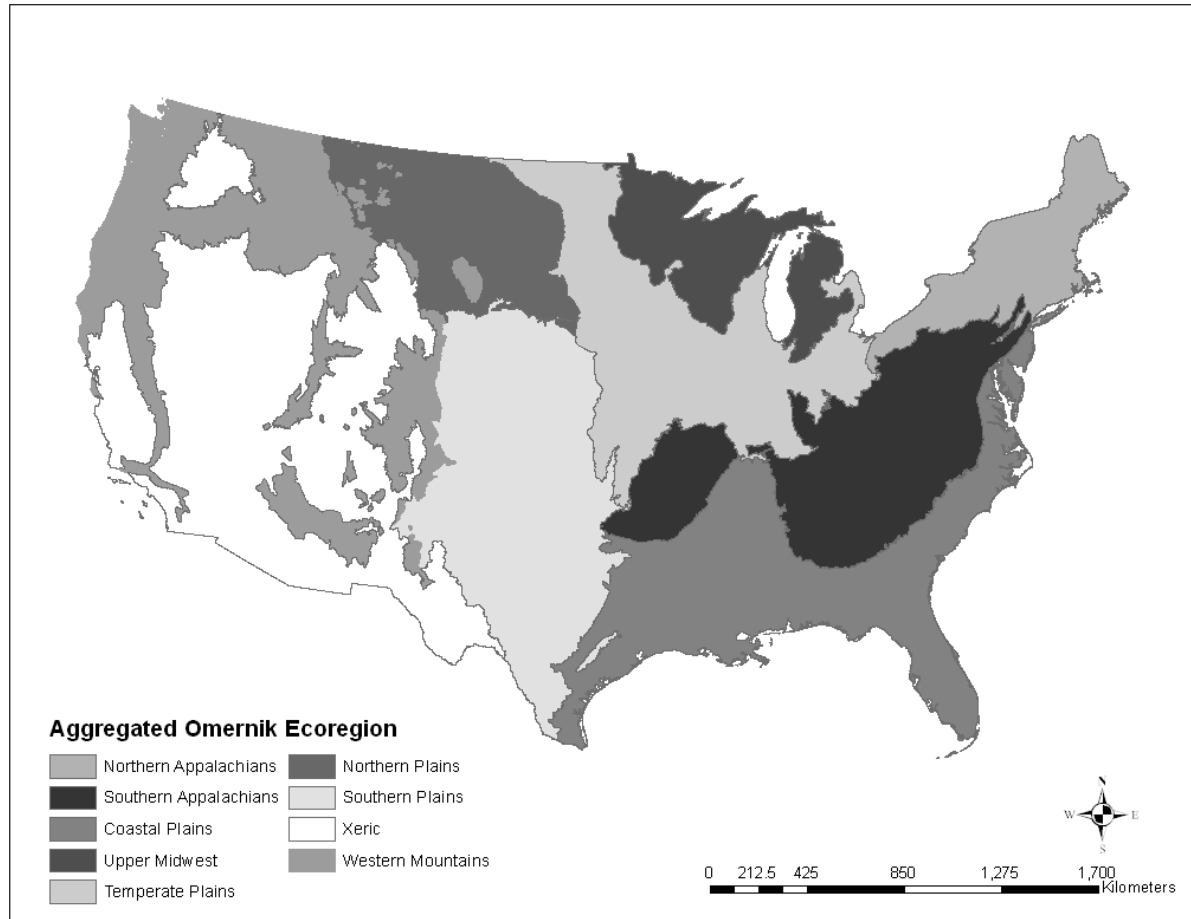 Aggregated Omernik Ecoregion
Northern Appalachians
Northern Plains
Southern Appalachians
Southern Plains
Coastal Plains
Xeric
Upper Midwest
Western Mountains
Temperate Plains
N
W E
S
0 212.5 425 850 1,275 1,700
Kilometers